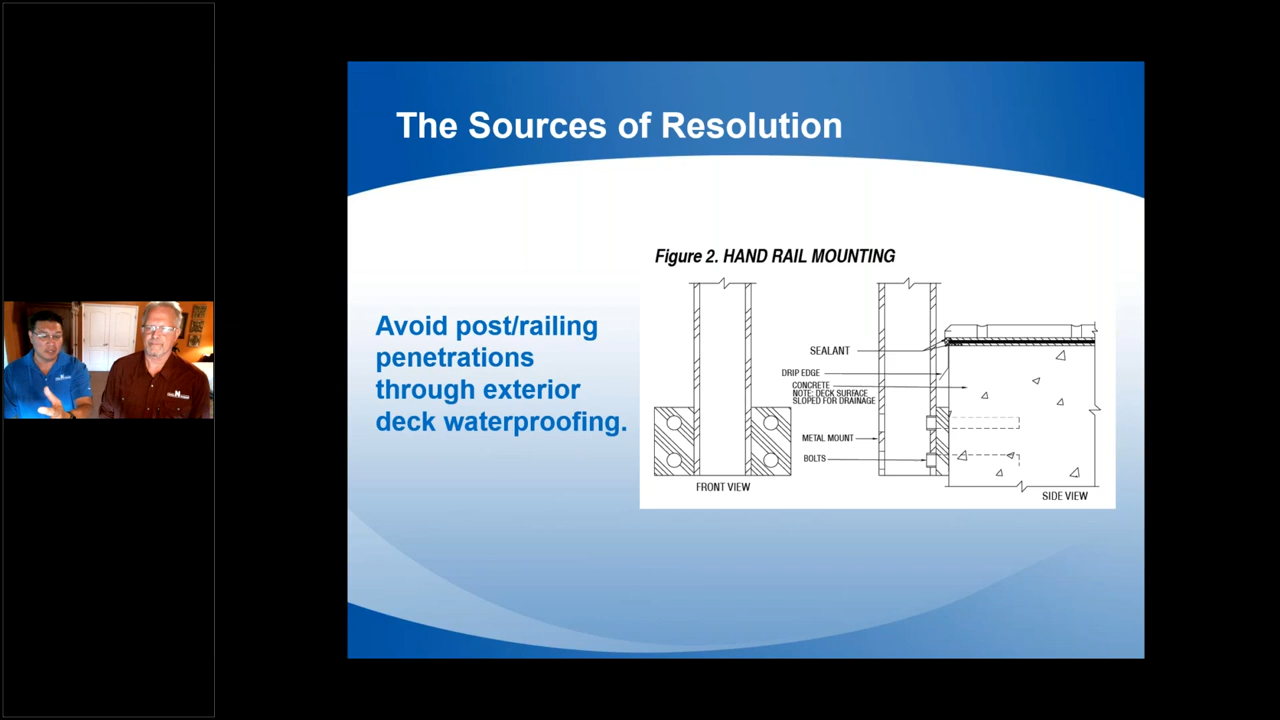 The Sources of Resolution
Avoid post/railing
penetrations
through exterior
deck waterproofing.
Figure 2. HAND RAIL MOUNTING
SEALANT
DRIP EDGE
CONCRETE
NOTE: DECK SURFACE
SLOPED FOR DRAINAGE
METAL MOUNT
BOLTS
FRONT VIEW
SIDE VIEW